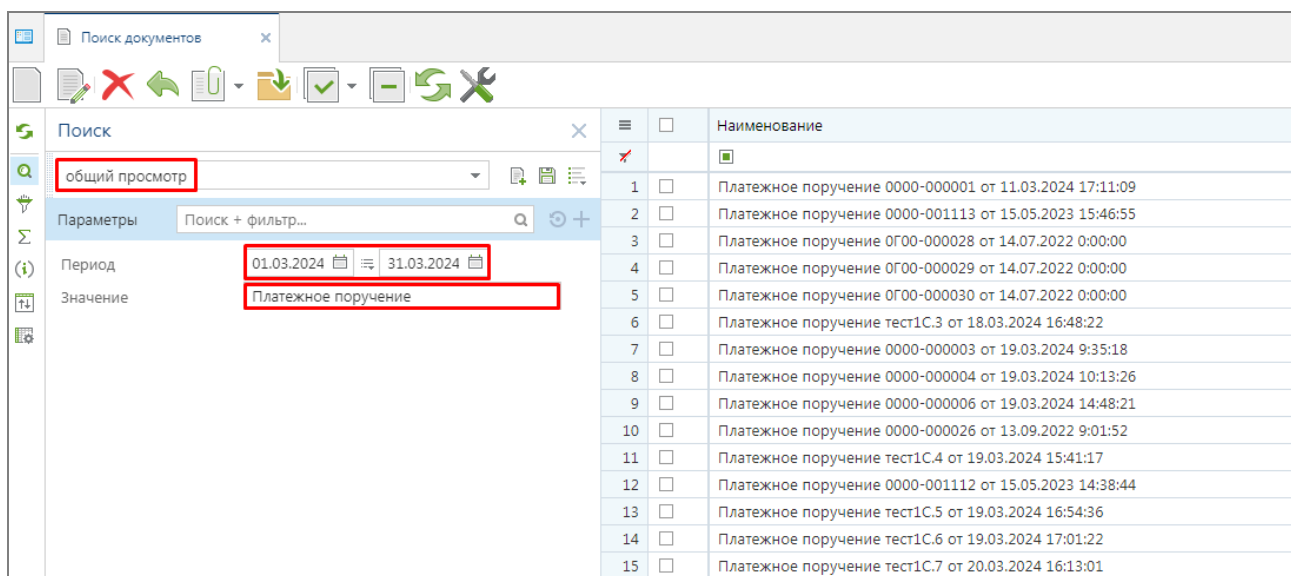 Поиск документов
Поиск
общий просмотр
Параметры Поиск + фильтр...
Период 01.03.2024 31.03.2024
Значение Платежное поручение
Наименование
1 Платежное поручение 0000-000001 от 11.03.2024 17:11:09
2 Платежное поручение 0000-001113 от 15.05.2023 15:46:55
3 Платежное поручение 0Г00-000028 от 14.07.2022 0:00:00
4 Платежное поручение 0Г00-000029 от 14.07.2022 0:00:00
5 Платежное поручение 0Г00-000030 от 14.07.2022 0:00:00
6 Платежное поручение тест1С.3 от 18.03.2024 16:48:22
7 Платежное поручение 0000-000003 от 19.03.2024 9:35:18
8 Платежное поручение 0000-000004 от 19.03.2024 10:13:26
9 Платежное поручение 0000-000006 от 19.03.2024 14:48:21
10 Платежное поручение 0000-000026 от 13.09.2022 9:01:52
11 Платежное поручение тест1С.4 от 19.03.2024 15:41:17
12 Платежное поручение 0000-001112 от 15.05.2023 14:38:44
13 Платежное поручение тест1С.5 от 19.03.2024 16:54:36
14 Платежное поручение тест1С.6 от 19.03.2024 17:01:22
15 Платежное поручение тест1С.7 от 20.03.2024 16:13:01